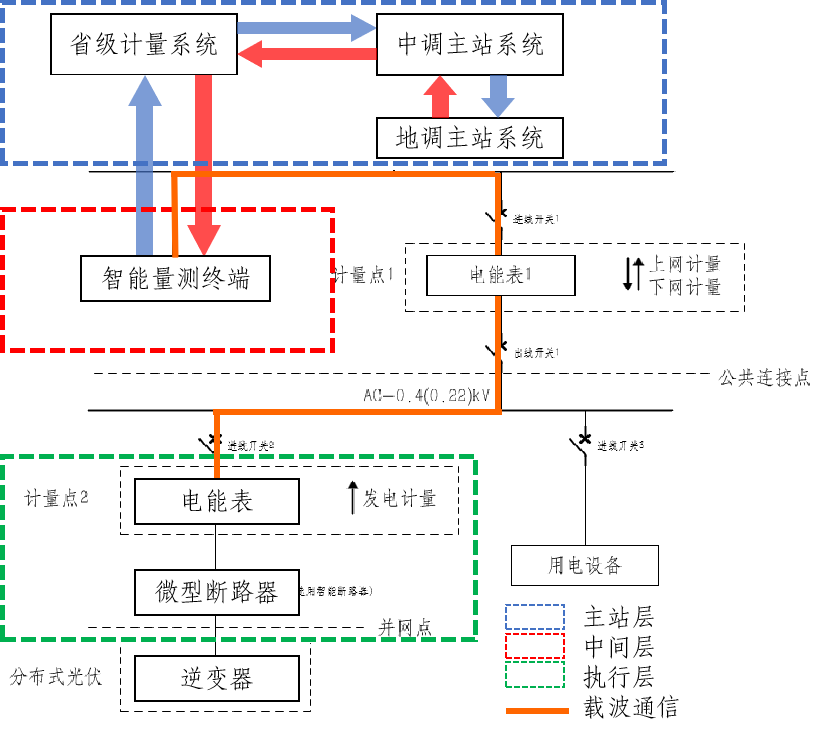 省级计量系统
中调主站系统
地调主站系统
进线开关1
智能量测终端
计量点1
电能表1
上网计量
下网计量
出线开关1
公共连接点
AC-0.4(0.22)kV
进线开关2
进线开关3
计量点2
电能表
发电计量
用电设备
微型断路器
智能断路器)
并网点
分布式光伏
逆变器
主站层
中间层
执行层
载波通信